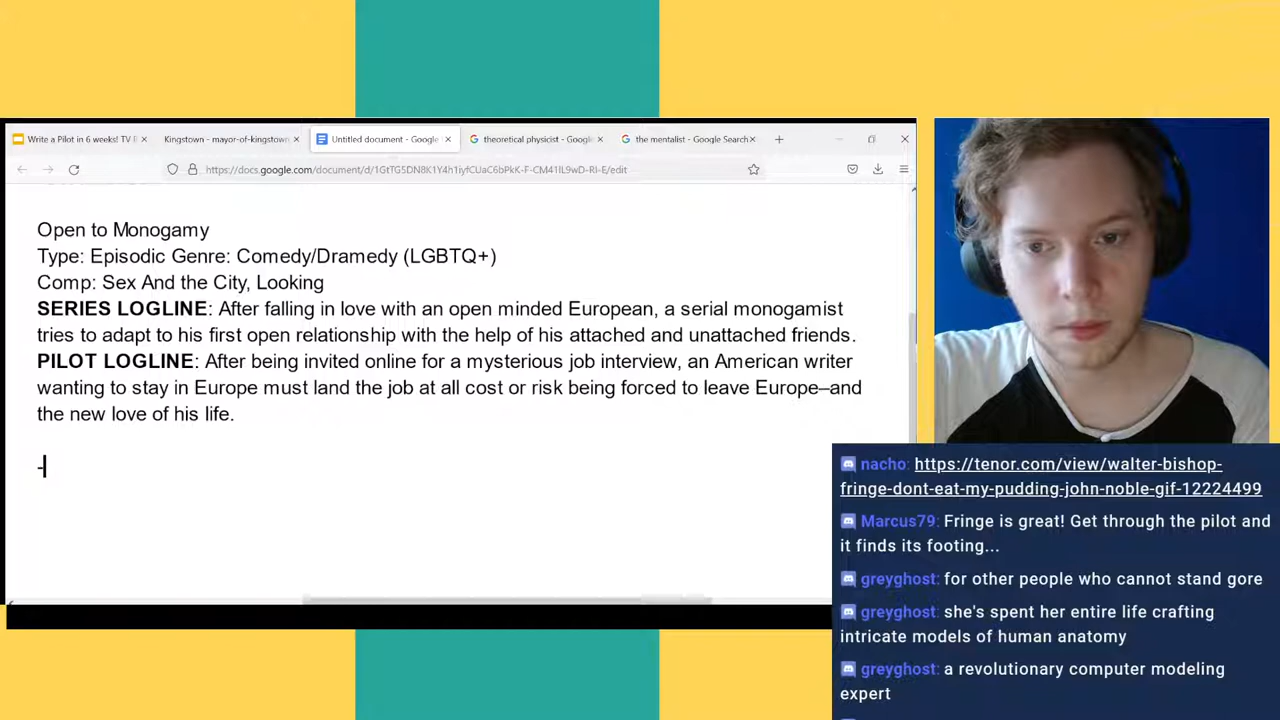 Write a Pilot in 6 weeks! TV
Kingstown - mayor-of-kingstown
Untitled document - Google
theoretical physicist - Google
the mentalist - Google Search
https://docs.google.com/document/d/1GtTG5DN8K1Y4h1iyfCUaC6bPkK-F-CM41lL9wD-RI-E/edit
Open to Monogamy
Type: Episodic Genre: Comedy/Dramedy (LGBTQ+)
Comp: Sex And the City, Looking
SERIES LOGLINE: After falling in love with an open minded European, a serial monogamist
tries to adapt to his first open relationship with the help of his attached and unattached friends.
PILOT LOGLINE: After being invited online for a mysterious job interview, an American writer
wanting to stay in Europe must land the job at all cost or risk being forced to leave Europe–and
the new love of his life.
-
nacho: https://tenor.com/view/walter-bishop-
fringe-dont-eat-my-pudding-john-noble-gif-12224499
Marcus79: Fringe is great! Get through the pilot and
it finds its footing...
greyghost: for other people who cannot stand gore
greyghost: she's spent her entire life crafting
intricate models of human anatomy
greyghost: a revolutionary computer modeling
expert